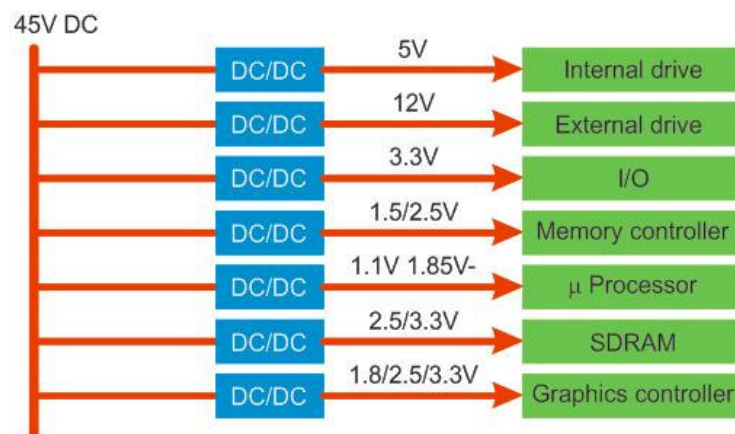 45V DC
DC/DC 5V Internal drive
DC/DC 12V External drive
DC/DC 3.3V I/O
DC/DC 1.5/2.5V Memory controller
DC/DC 1.1V 1.85V- μ Processor
DC/DC 2.5/3.3V SDRAM
DC/DC 1.8/2.5/3.3V Graphics controller